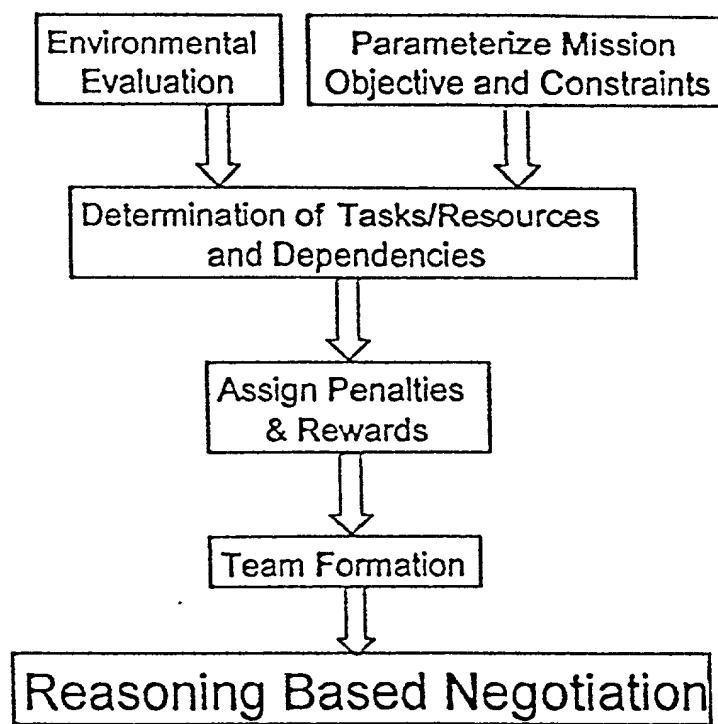 Environmental
Evaluation
Parameterize Mission
Objective and Constraints
Determination of Tasks/Resources
and Dependencies
Assign Penalties
& Rewards
Team Formation
Reasoning Based Negotiation